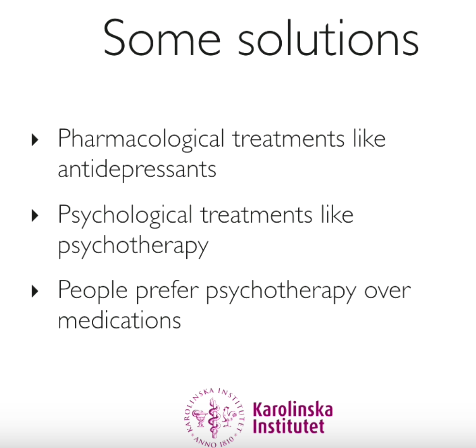 Some solutions
Pharmacological treatments like
antidepressants
Psychological treatments like
psychotherapy
People prefer psychotherapy over
medications
KAROLINSKA INSTITUTET
ANNO 1810
Karolinska
Institutet